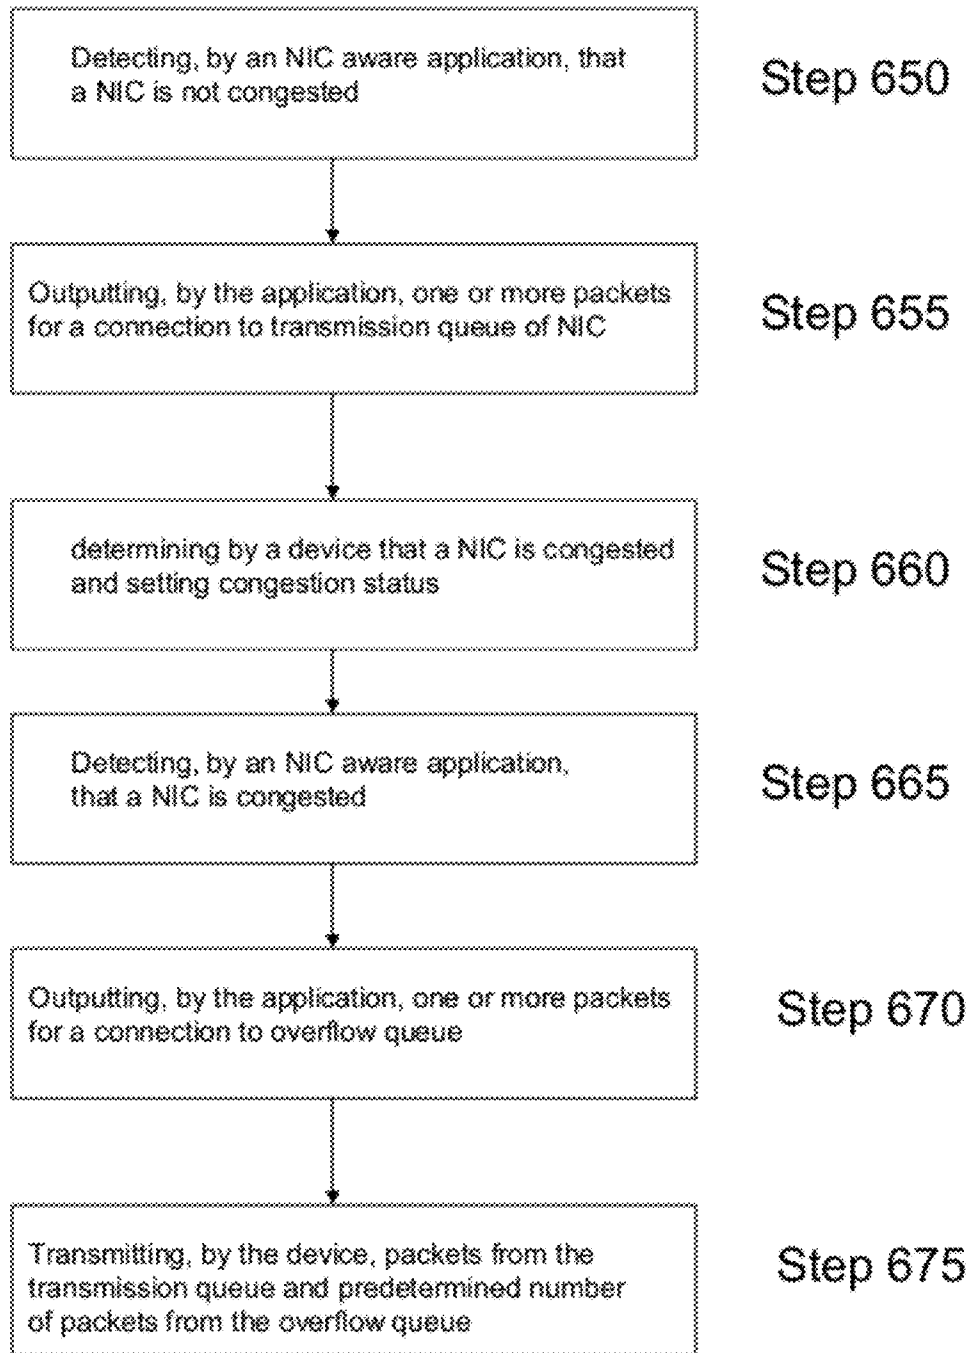 Detecting, by an NIC aware application, that
a NIC is not congested
Step 650
Outputting, by the application, one or more packets
for a connection to transmission queue of NIC
Step 655
determining by a device that a NIC is congested
and setting congestion status
Step 660
Detecting, by an NIC aware application,
that a NIC is congested
Step 665
Outputting, by the application, one or more packets
for a connection to overflow queue
Step 670
Transmitting, by the device, packets from the
transmission queue and predetermined number
of packets from the overflow queue
Step 675